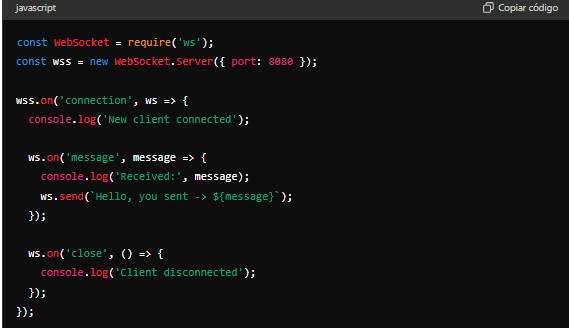 javascript
Copiar código
const WebSocket = require('ws');
const wss = new WebSocket.Server({ port: 8080 });
wss.on('connection', ws => {
console.log('New client connected');
ws.on('message', message => {
console.log('Received:', message);
ws.send(`Hello, you sent -> ${message}`);
});
ws.on('close', () => {
console.log('Client disconnected');
});
});